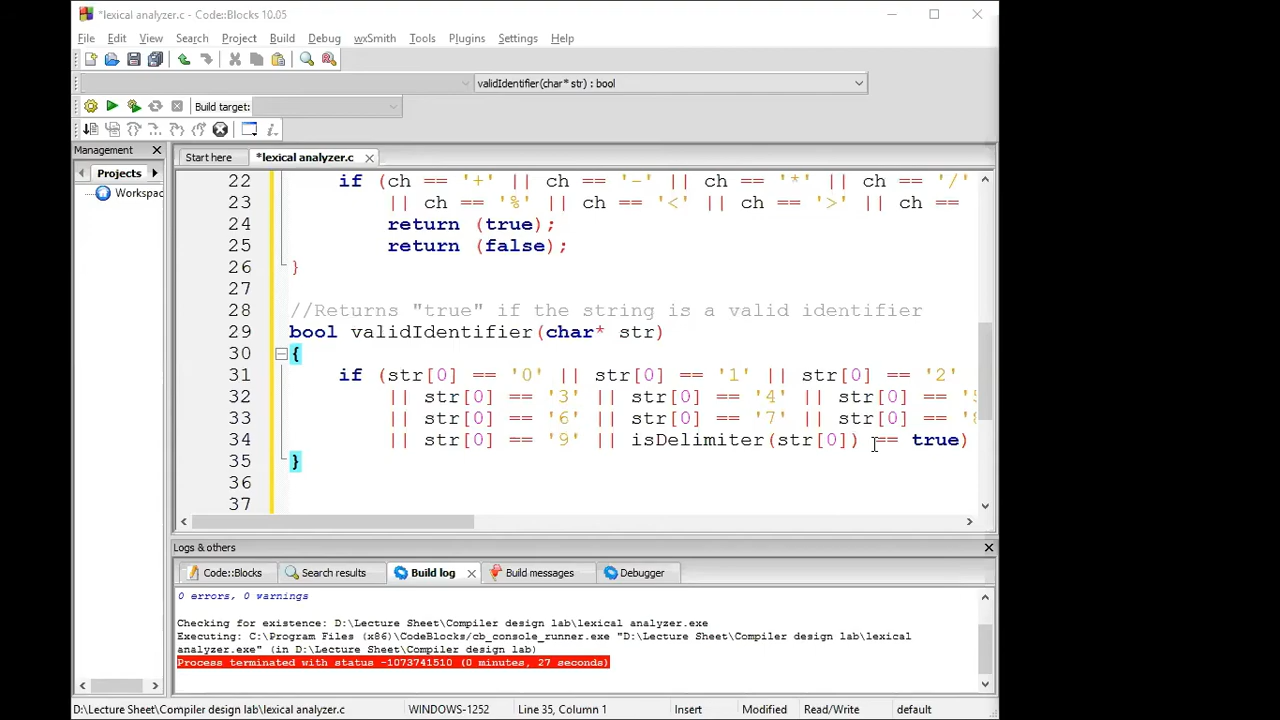 *lexical analyzer.c - Code::Blocks 10.05
File Edit View Search Project Build Debug wxSmith Tools Plugins Settings Help
validIdentifier(char* str) : bool
Build target:
Management
Start here *lexical analyzer.c
Projects
Workspac
22 if (ch == '+' || ch == '-' || ch == '*' || ch == '/'
23 || ch == '%' || ch == '<' || ch == '>' || ch ==
24 return (true);
25 return (false);
26 }
27
28 //Returns "true" if the string is a valid identifier
29 bool validIdentifier(char* str)
30 {
31 if (str[0] == '0' || str[0] == '1' || str[0] == '2'
32 || str[0] == '3' || str[0] == '4' || str[0] == '5
33 || str[0] == '6' || str[0] == '7' || str[0] == '8
34 || str[0] == '9' || isDelimiter(str[0]) == true)
35 }
36
37
Logs & others
Code::Blocks Search results Build log Build messages Debugger
0 errors, 0 warnings
Checking for existence: D:\Lecture Sheet\Compiler design lab\lexical analyzer.exe
Executing: C:\Program Files (x86)\CodeBlocks/cb_console_runner.exe "D:\Lecture Sheet\Compiler design lab\lexical
analyzer.exe" (in D:\Lecture Sheet\Compiler design lab)
Process terminated with status -1073741510 (0 minutes, 27 seconds)
D:\Lecture Sheet\Compiler design lab\lexical analyzer.c WINDOWS-1252 Line 35, Column 1 Insert Modified Read/Write default